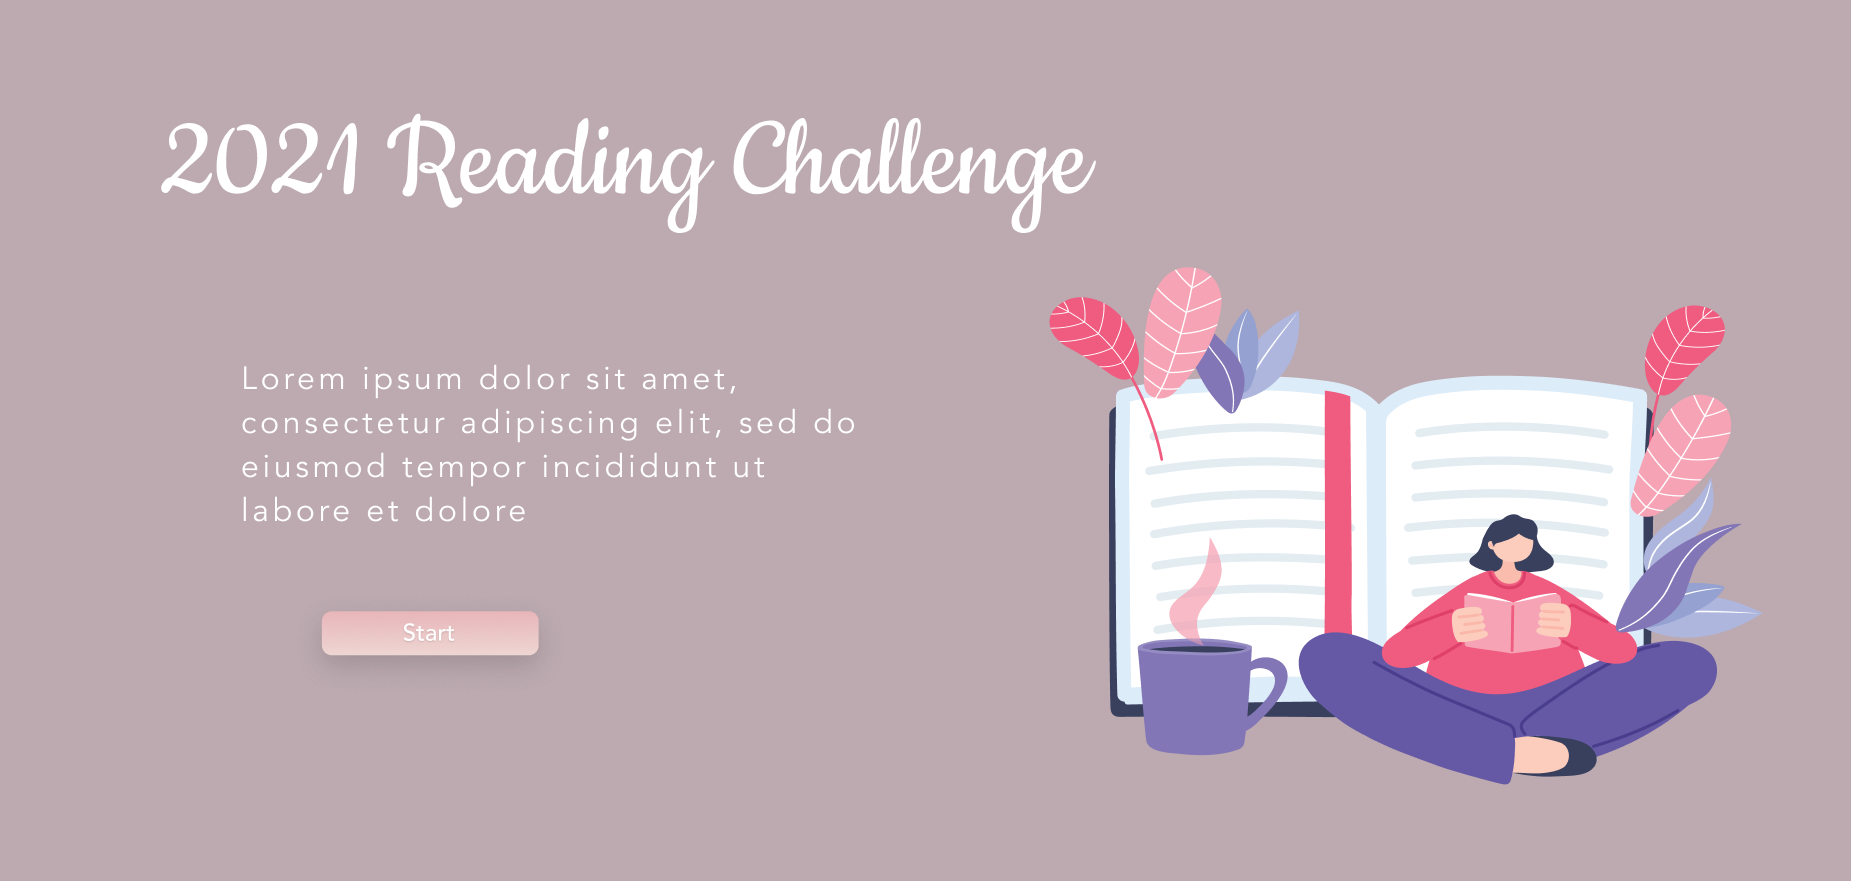 2021 Reading Challenge
Lorem ipsum dolor sit amet,
consectetur adipiscing elit, sed do
eiusmod tempor incididunt ut
labore et dolore
Start